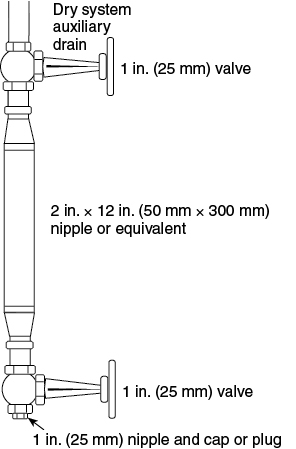 Dry system
auxiliary
drain
1 in. (25 mm) valve
2 in. × 12 in. (50 mm × 300 mm)
nipple or equivalent
1 in. (25 mm) valve
1 in. (25 mm) nipple and cap or plug